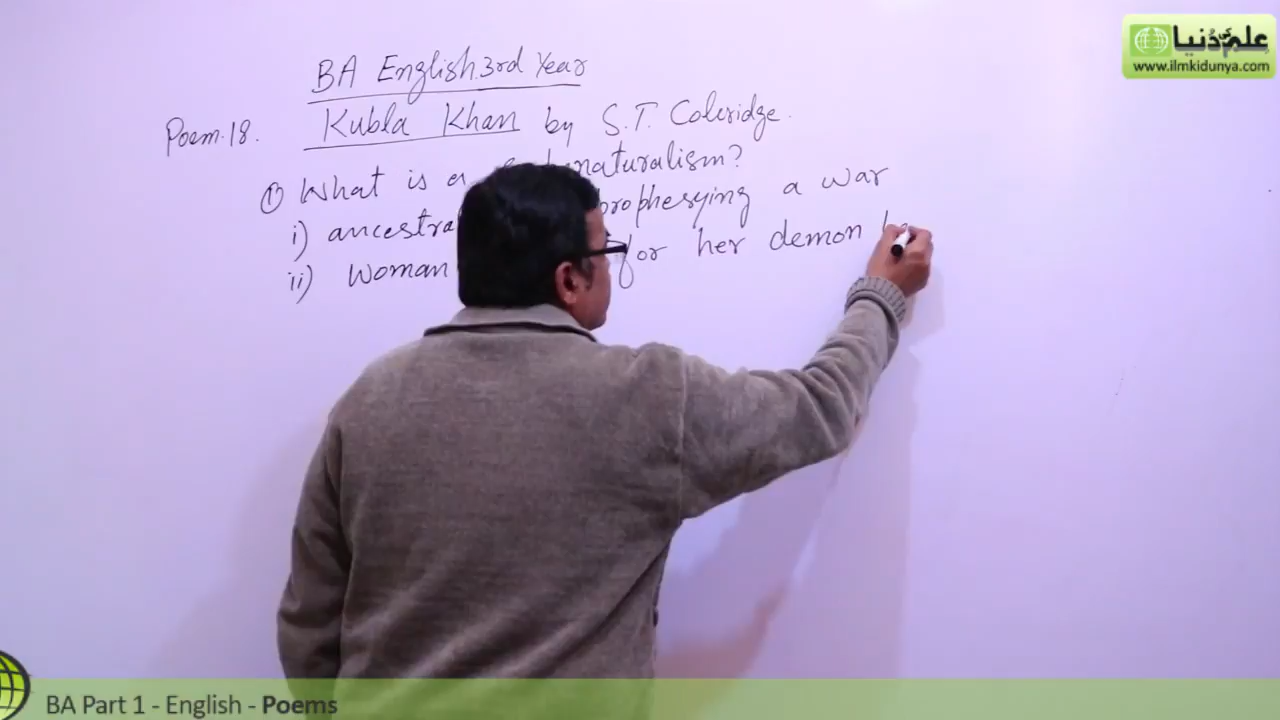 BA English 3rd Year
Poem.18. Kubla Khan by S.T. Coleridge.
① What is naturalism?
i) ancestra prophesying a war
ii) woman for her demon
علم کی دنیا
www.ilmkidunya.com
BA Part 1 - English - Poems